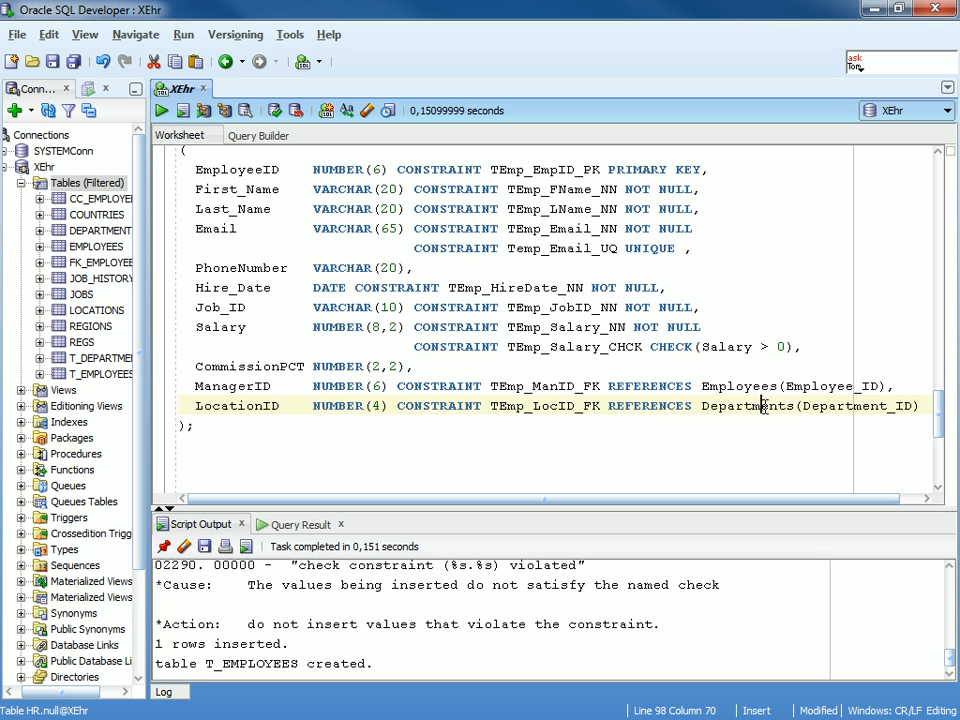 Oracle SQL Developer : XEhr
File Edit View Navigate Run Versioning Tools Help
ask
Tom
Conn...
XEhr
0,15099999 seconds
XEhr
Connections
SYSTEMConn
XEhr
Tables (Filtered)
CC_EMPLOYE
COUNTRIES
DEPARTMENT
EMPLOYEES
FK_EMPLOYEE
JOB_HISTORY
JOBS
LOCATIONS
REGIONS
REGS
T_DEPARTME
T_EMPLOYEES
Views
Editioning Views
Indexes
Packages
Procedures
Functions
Queues
Queues Tables
Triggers
Crossedition Trigg
Types
Sequences
Materialized Views
Materialized Views
Synonyms
Public Synonyms
Database Links
Public Database Li
Directories
Worksheet Query Builder
(
EmployeeID NUMBER(6) CONSTRAINT TEmp_EmpID_PK PRIMARY KEY,
First_Name VARCHAR(20) CONSTRAINT TEmp_FName_NN NOT NULL,
Last_Name VARCHAR(20) CONSTRAINT TEmp_LName_NN NOT NULL,
Email VARCHAR(65) CONSTRAINT TEmp_Email_NN NOT NULL
CONSTRAINT Temp_Email_UQ UNIQUE ,
PhoneNumber VARCHAR(20),
Hire_Date DATE CONSTRAINT TEmp_HireDate_NN NOT NULL,
Job_ID VARCHAR(10) CONSTRAINT TEmp_JobID_NN NOT NULL,
Salary NUMBER(8,2) CONSTRAINT TEmp_Salary_NN NOT NULL
CONSTRAINT TEmp_Salary_CHCK CHECK(Salary > 0),
CommissionPCT NUMBER(2,2),
ManagerID NUMBER(6) CONSTRAINT TEmp_ManID_FK REFERENCES Employees(Employee_ID),
LocationID NUMBER(4) CONSTRAINT TEmp_LocID_FK REFERENCES Departments(Department_ID)
);
Script Output Query Result
Task completed in 0,151 seconds
02290. 00000 - "check constraint (%s.%s) violated"
*Cause: The values being inserted do not satisfy the named check
*Action: do not insert values that violate the constraint.
1 rows inserted.
table T_EMPLOYEES created.
Log
Table HR.null@XEhr
Line 98 Column 70 Insert Modified Windows: CR/LF Editing